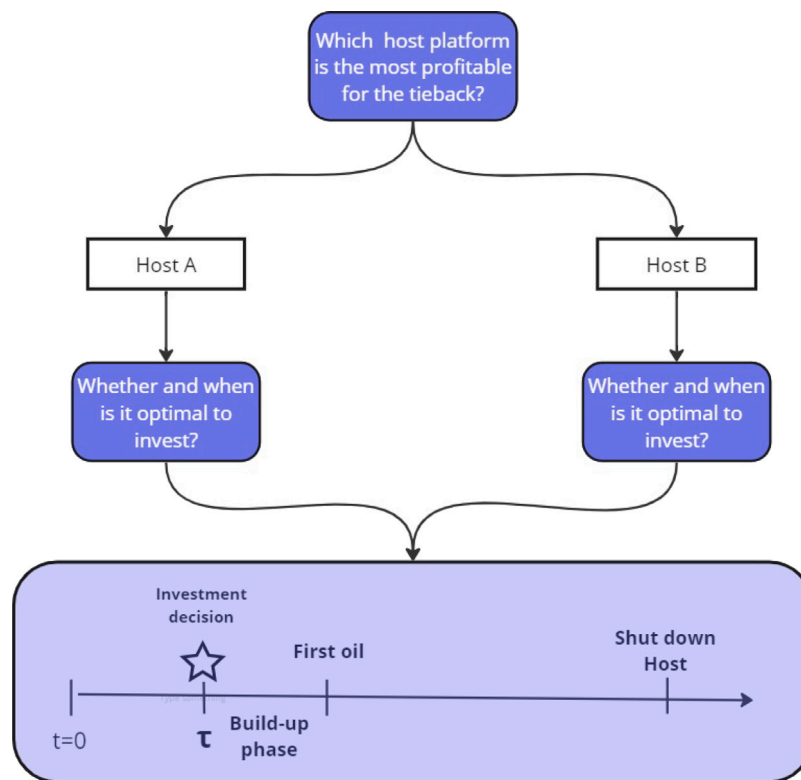 Which host platform
is the most profitable
for the tieback?
Host A
Host B
Whether and when
is it optimal to
invest?
Whether and when
is it optimal to
invest?
Investment
decision
First oil
Shut down
Host
t=0
τ
Build-up
phase